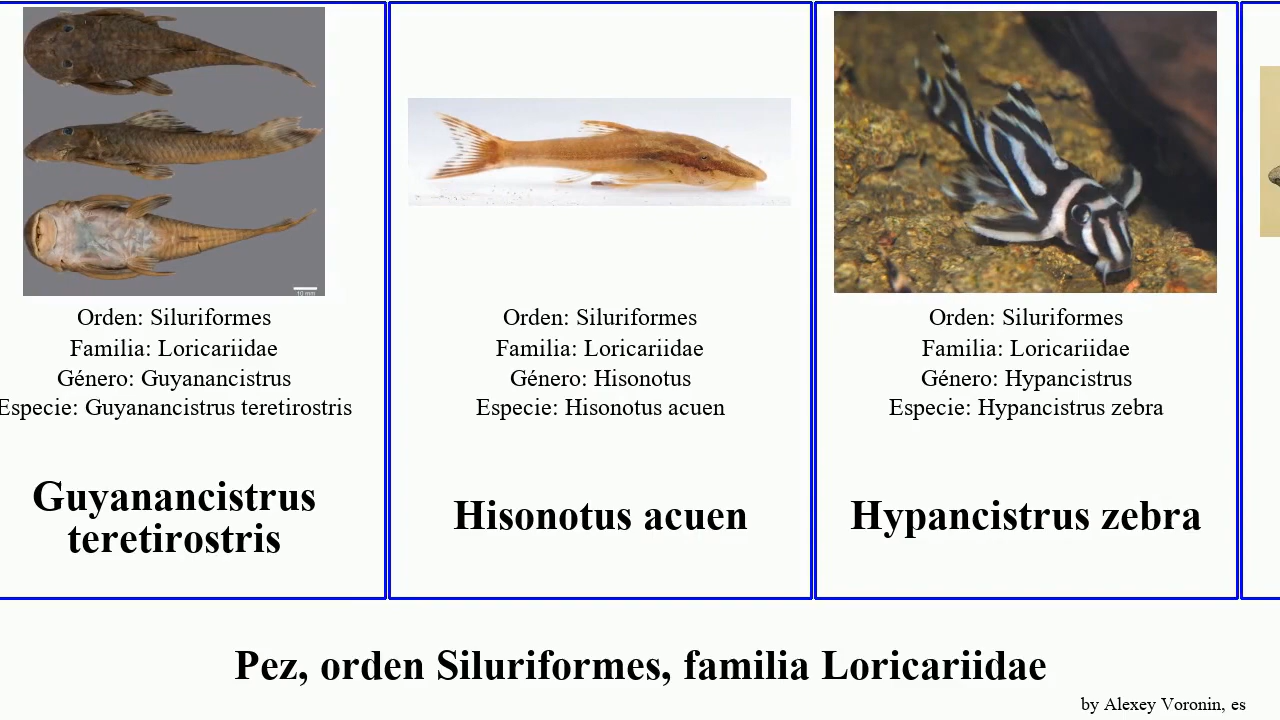 10 mm
Orden: Siluriformes
Familia: Loricariidae
Género: Guyanancistrus
Especie: Guyanancistrus teretirostris
Guyanancistrus
teretirostris
Orden: Siluriformes
Familia: Loricariidae
Género: Hisonotus
Especie: Hisonotus acuen
Hisonotus acuen
Orden: Siluriformes
Familia: Loricariidae
Género: Hypancistrus
Especie: Hypancistrus zebra
Hypancistrus zebra
Pez, orden Siluriformes, familia Loricariidae
by Alexey Voronin, es